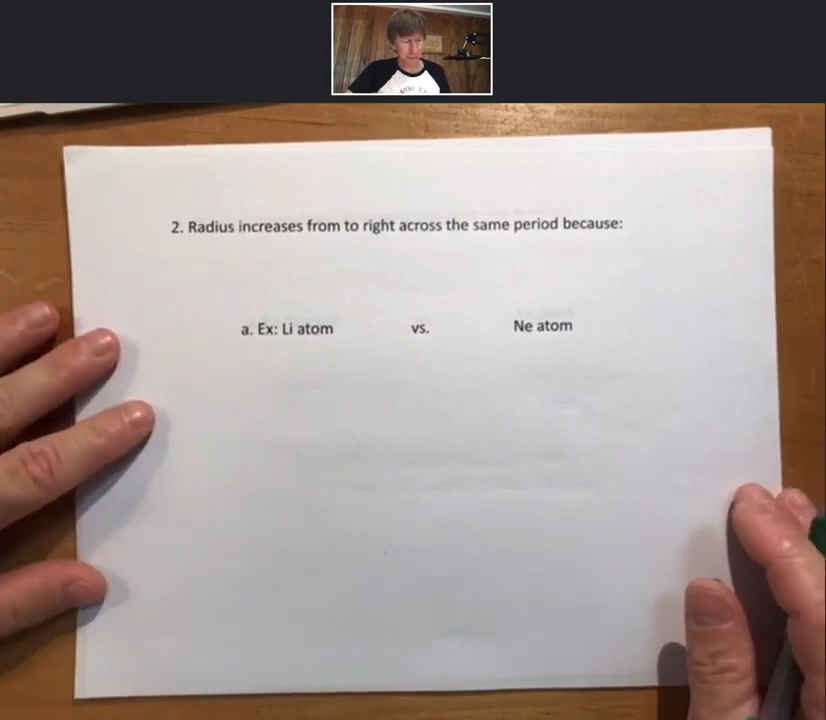 2. Radius increases from to right across the same period because:
a. Ex: Li atom vs. Ne atom